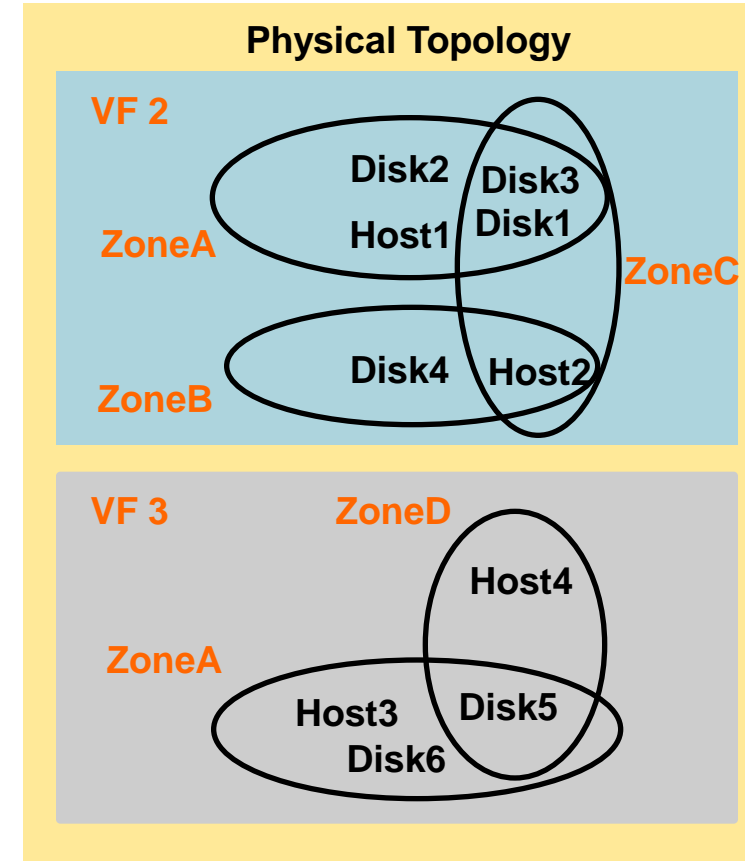 Physical Topology
VF 2
Disk2
Disk3
Disk1
Host1
ZoneA
ZoneC
Disk4
Host2
ZoneB
VF 3
ZoneD
Host4
ZoneA
Host3
Disk5
Disk6